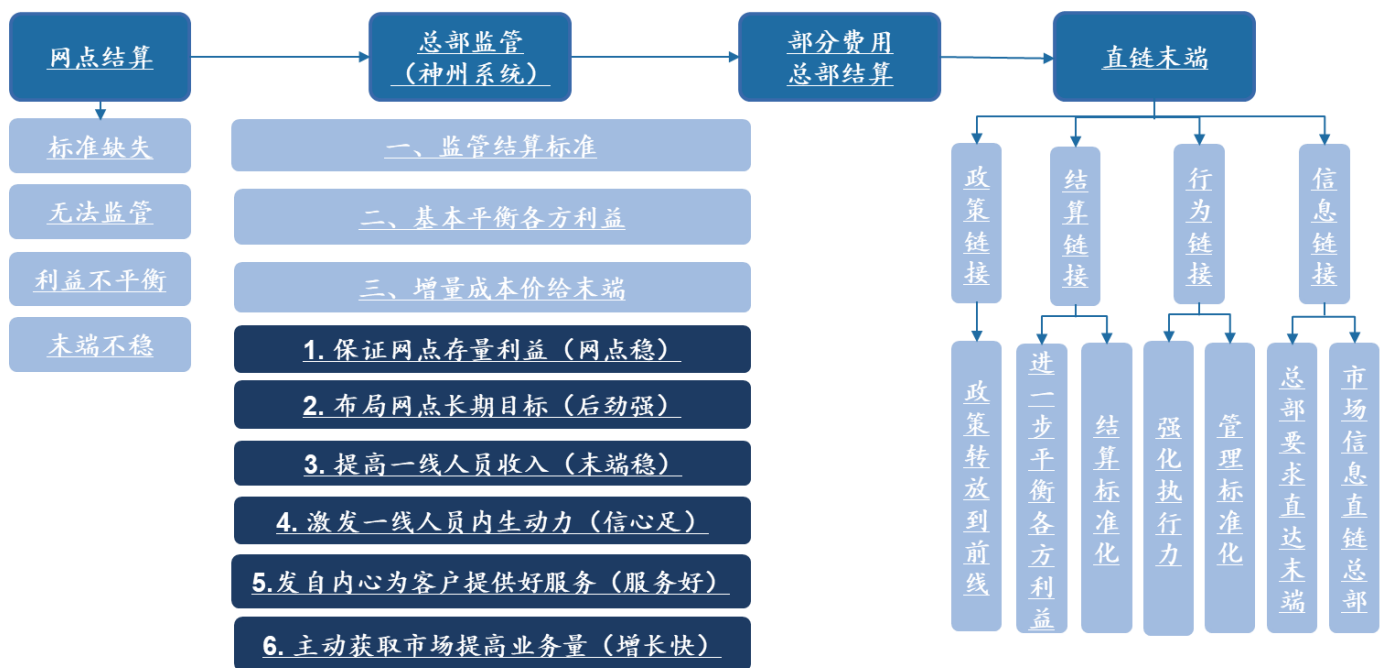 网点结算
总部监管
（神州系统）
部分费用
总部结算
直链末端
标准缺失
无法监管
利益不平衡
末端不稳
一、监管结算标准
二、基本平衡各方利益
三、增量成本价给末端
1. 保证网点存量利益（网点稳）
2. 布局网点长期目标（后劲强）
3. 提高一线人员收入（末端稳）
4. 激发一线人员内生动力（信心足）
5.发自内心为客户提供好服务（服务好）
6. 主动获取市场提高业务量（增长快）
政策链接
结算链接
行为链接
信息链接
政策转放到前线
进一步平衡各方利益
结算标准化
强化执行力
管理标准化
总部要求直达末端
市场信息直链总部